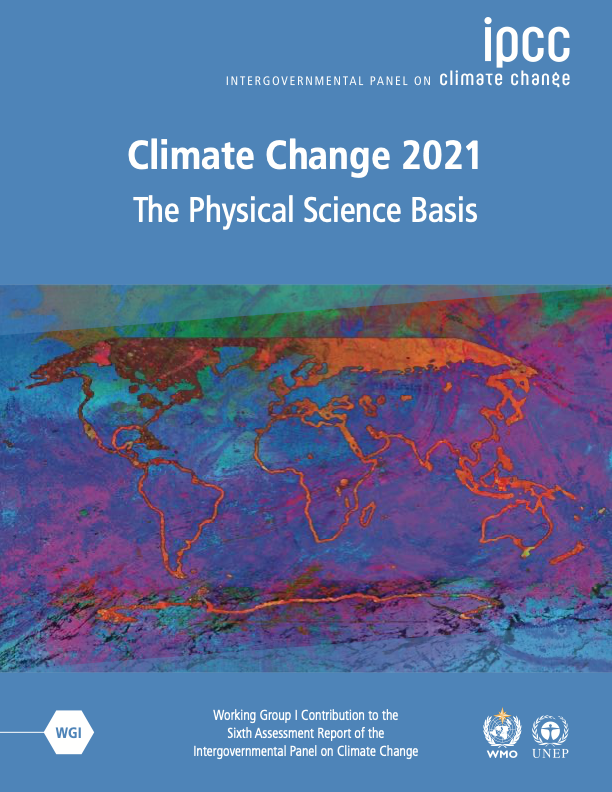 ipcc
INTERGOVERNMENTAL PANEL ON climate change
Climate Change 2021
The Physical Science Basis
WGI
Working Group I Contribution to the
Sixth Assessment Report of the
Intergovernmental Panel on Climate Change
WMO
UNEP